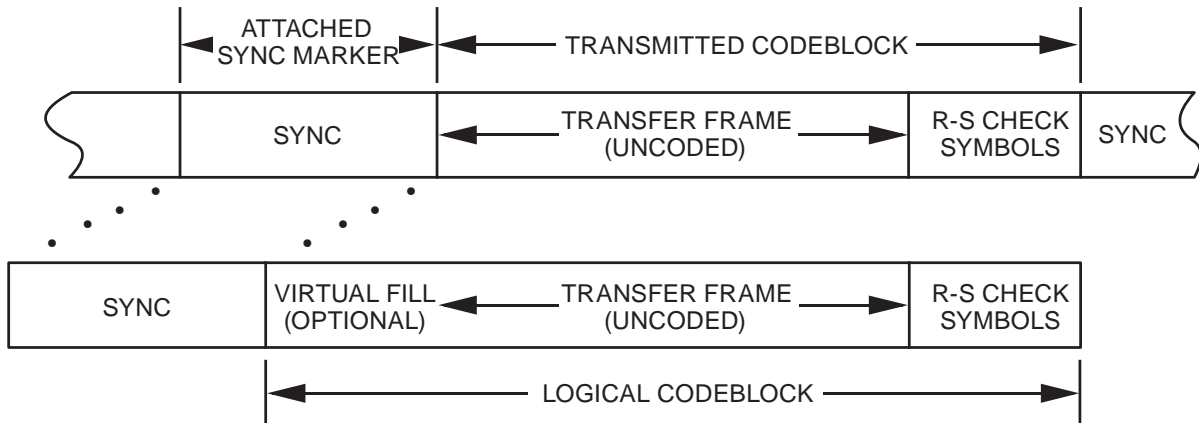 ATTACHED
SYNC MARKER
TRANSMITTED CODEBLOCK
SYNC
TRANSFER FRAME
(UNCODED)
R-S CHECK
SYMBOLS
SYNC
SYNC
VIRTUAL FILL
(OPTIONAL)
TRANSFER FRAME
(UNCODED)
R-S CHECK
SYMBOLS
LOGICAL CODEBLOCK